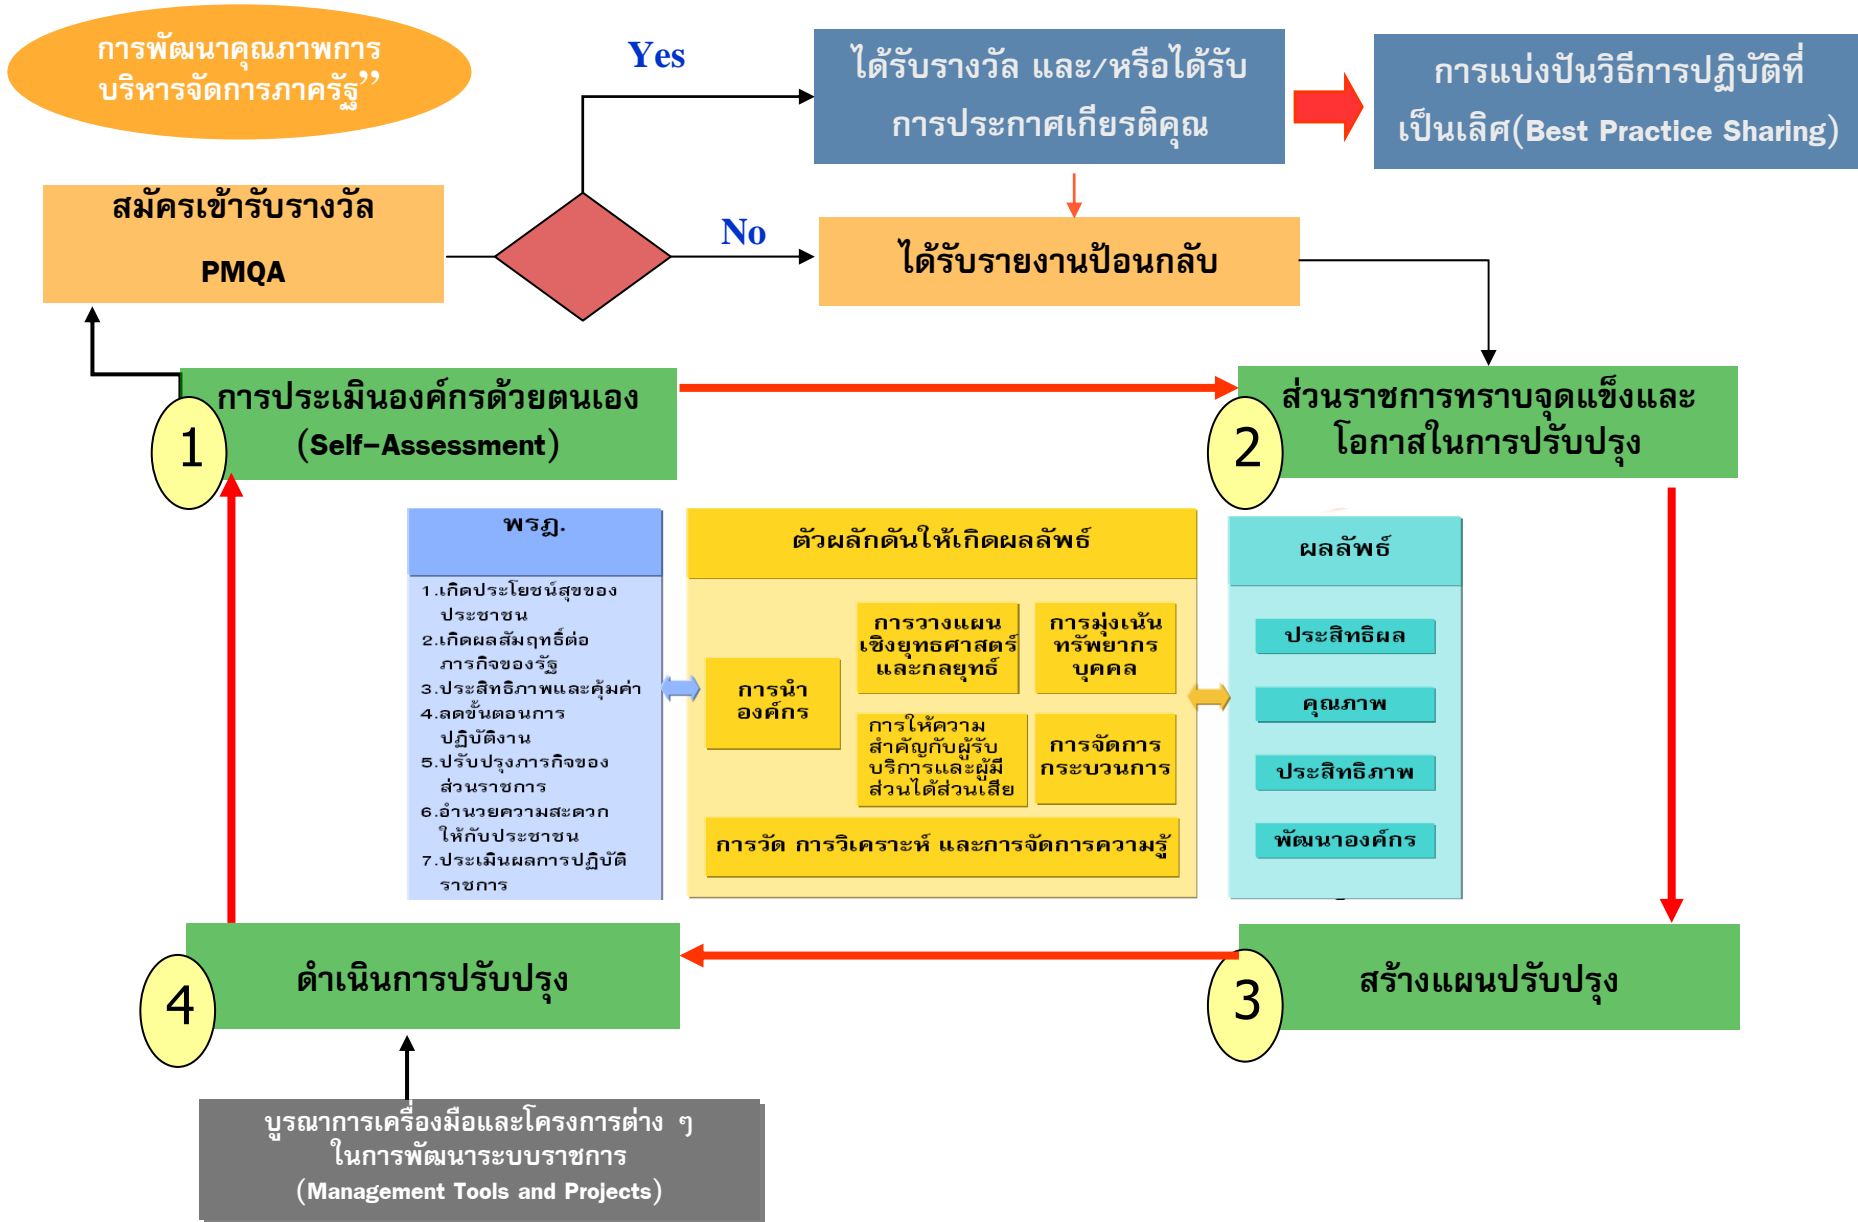 การพัฒนาคุณภาพการ
บริหารจัดการภาครัฐ”
Yes
ได้รับรางวัล และ/หรือได้รับ
การประกาศเกียรติคุณ
การแบ่งปันวิธีการปฏิบัติที่
เป็นเลิศ(Best Practice Sharing)
สมัครเข้ารับรางวัล
PMQA
No
ได้รับรายงานป้อนกลับ
1
การประเมินองค์กรด้วยตนเอง
(Self-Assessment)
2
ส่วนราชการทราบจุดแข็งและ
โอกาสในการปรับปรุง
พรฎ.
1.เกิดประโยชน์สุขของ
ประชาชน
2.เกิดผลสัมฤทธิ์ต่อ
ภารกิจของรัฐ
3.ประสิทธิภาพและคุ้มค่า
4.ลดขั้นตอนการ
ปฏิบัติงาน
5.ปรับปรุงภารกิจของ
ส่วนราชการ
6.อำนวยความสะดวก
ให้กับประชาชน
7.ประเมินผลการปฏิบัติ
ราชการ
ตัวผลักดันให้เกิดผลลัพธ์
การนำ
องค์กร
การวางแผน
เชิงยุทธศาสตร์
และกลยุทธ์
การมุ่งเน้น
ทรัพยากร
บุคคล
การให้ความ
สำคัญกับผู้รับ
บริการและผู้มี
ส่วนได้ส่วนเสีย
การจัดการ
กระบวนการ
การวัด การวิเคราะห์ และการจัดการความรู้
ผลลัพธ์
ประสิทธิผล
คุณภาพ
ประสิทธิภาพ
พัฒนาองค์กร
4
ดำเนินการปรับปรุง
3
สร้างแผนปรับปรุง
บูรณาการเครื่องมือและโครงการต่าง ๆ
ในการพัฒนาระบบราชการ
(Management Tools and Projects)